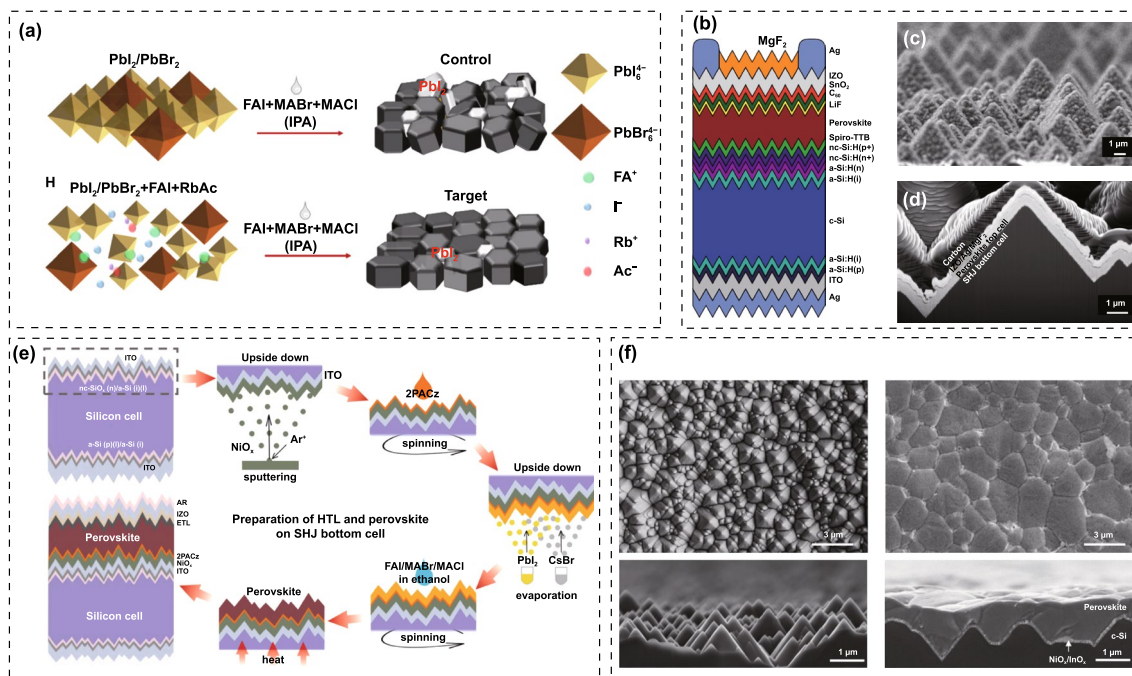 (a)
PbI2/PbBr2
FAI+MABr+MACl
(IPA)
Control
PbI2
PbI6^4−
PbBr6^4−
H
PbI2/PbBr2+FAI+RbAc
FAI+MABr+MACl
(IPA)
Target
PbI2
FA+
I−
Rb+
Ac−
(b)
MgF2
Ag
IZO
SnO2
C60
LiF
Perovskite
Spiro-TTB
nc-Si:H(p+)
nc-Si:H(n+)
a-Si:H(n)
a-Si:H(i)
c-Si
a-Si:H(i)
a-Si:H(p)
ITO
Ag
(c)
1 µm
(d)
Carbon
Perovskite top cell
SHJ bottom cell
1 µm
(e)
ITO
nc-SiOx (n)/a-Si (i)(l)
Silicon cell
a-Si (p)(l)/a-Si (i)
ITO
Upside down
ITO
NiOx
Ar+
sputtering
2PACz
spinning
Upside down
PbI2
CsBr
evaporation
Preparation of HTL and perovskite
on SHJ bottom cell
FAI/MABr/MACl
in ethanol
spinning
Perovskite
heat
AR
IZO
ETL
Perovskite
2PACz
NiOx
ITO
Silicon cell
(f)
3 µm
3 µm
1 µm
Perovskite
c-Si
NiOx/InOx
1 µm